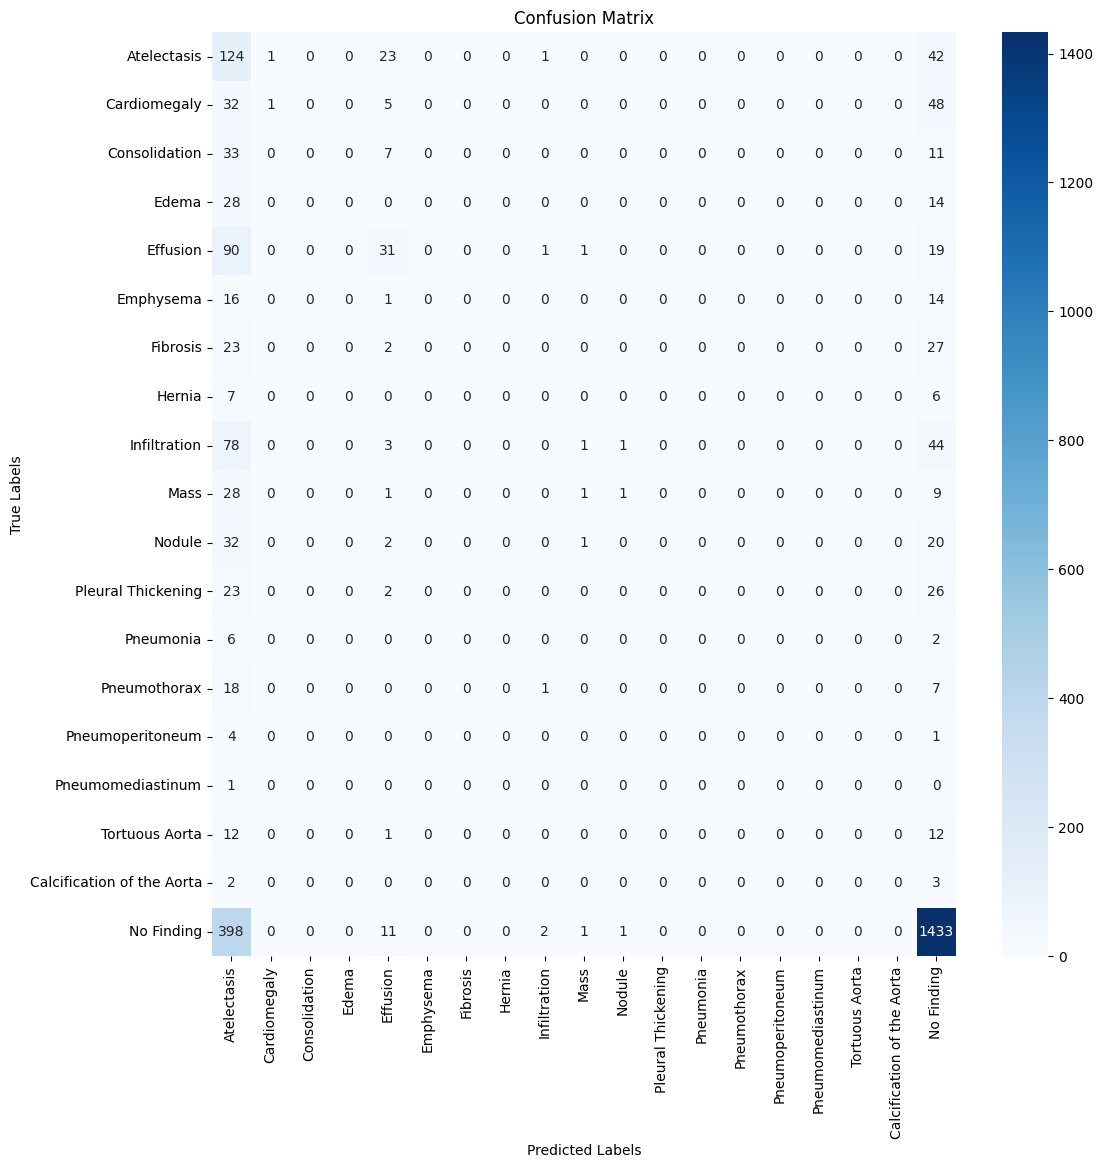 Confusion Matrix
True Labels
Atelectasis 124 1 0 0 23 0 0 0 1 0 0 0 0 0 0 0 0 0 42
Cardiomegaly 32 1 0 0 5 0 0 0 0 0 0 0 0 0 0 0 0 0 48
Consolidation 33 0 0 0 7 0 0 0 0 0 0 0 0 0 0 0 0 0 11
Edema 28 0 0 0 0 0 0 0 0 0 0 0 0 0 0 0 0 0 14
Effusion 90 0 0 0 31 0 0 0 1 1 0 0 0 0 0 0 0 0 19
Emphysema 16 0 0 0 1 0 0 0 0 0 0 0 0 0 0 0 0 0 14
Fibrosis 23 0 0 0 2 0 0 0 0 0 0 0 0 0 0 0 0 0 27
Hernia 7 0 0 0 0 0 0 0 0 0 0 0 0 0 0 0 0 0 6
Infiltration 78 0 0 0 3 0 0 0 0 1 1 0 0 0 0 0 0 0 44
Mass 28 0 0 0 1 0 0 0 0 1 1 0 0 0 0 0 0 0 9
Nodule 32 0 0 0 2 0 0 0 0 1 0 0 0 0 0 0 0 0 20
Pleural Thickening 23 0 0 0 2 0 0 0 0 0 0 0 0 0 0 0 0 0 26
Pneumonia 6 0 0 0 0 0 0 0 0 0 0 0 0 0 0 0 0 0 2
Pneumothorax 18 0 0 0 0 0 0 0 1 0 0 0 0 0 0 0 0 0 7
Pneumoperitoneum 4 0 0 0 0 0 0 0 0 0 0 0 0 0 0 0 0 0 1
Pneumomediastinum 1 0 0 0 0 0 0 0 0 0 0 0 0 0 0 0 0 0 0
Tortuous Aorta 12 0 0 0 1 0 0 0 0 0 0 0 0 0 0 0 0 0 12
Calcification of the Aorta 2 0 0 0 0 0 0 0 0 0 0 0 0 0 0 0 0 0 3
No Finding 398 0 0 0 11 0 0 0 2 1 1 0 0 0 0 0 0 0 1433
Atelectasis
Cardiomegaly
Consolidation
Edema
Effusion
Emphysema
Fibrosis
Hernia
Infiltration
Mass
Nodule
Pleural Thickening
Pneumonia
Pneumothorax
Pneumoperitoneum
Pneumomediastinum
Tortuous Aorta
Calcification of the Aorta
No Finding
Predicted Labels
1400
1200
1000
800
600
400
200
0